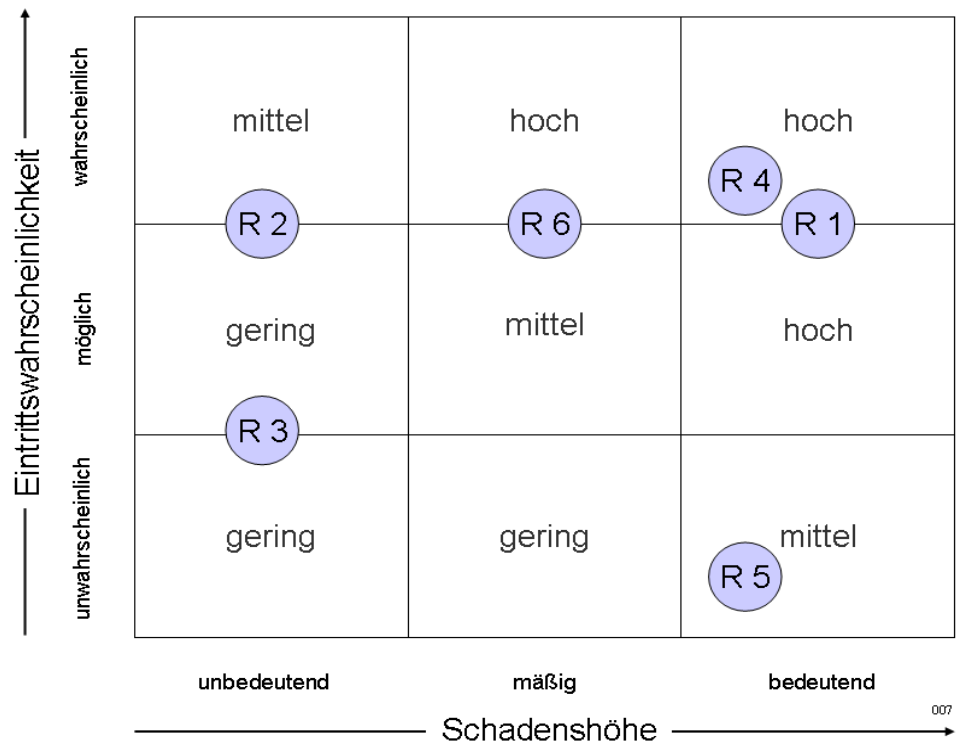 Eintrittswahrscheinlichkeit
wahrscheinlich
möglich
unwahrscheinlich
mittel
hoch
hoch
R 4
R 2
R 6
R 1
gering
mittel
hoch
R 3
gering
gering
mittel
R 5
unbedeutend
mäßig
bedeutend
007
Schadenshöhe